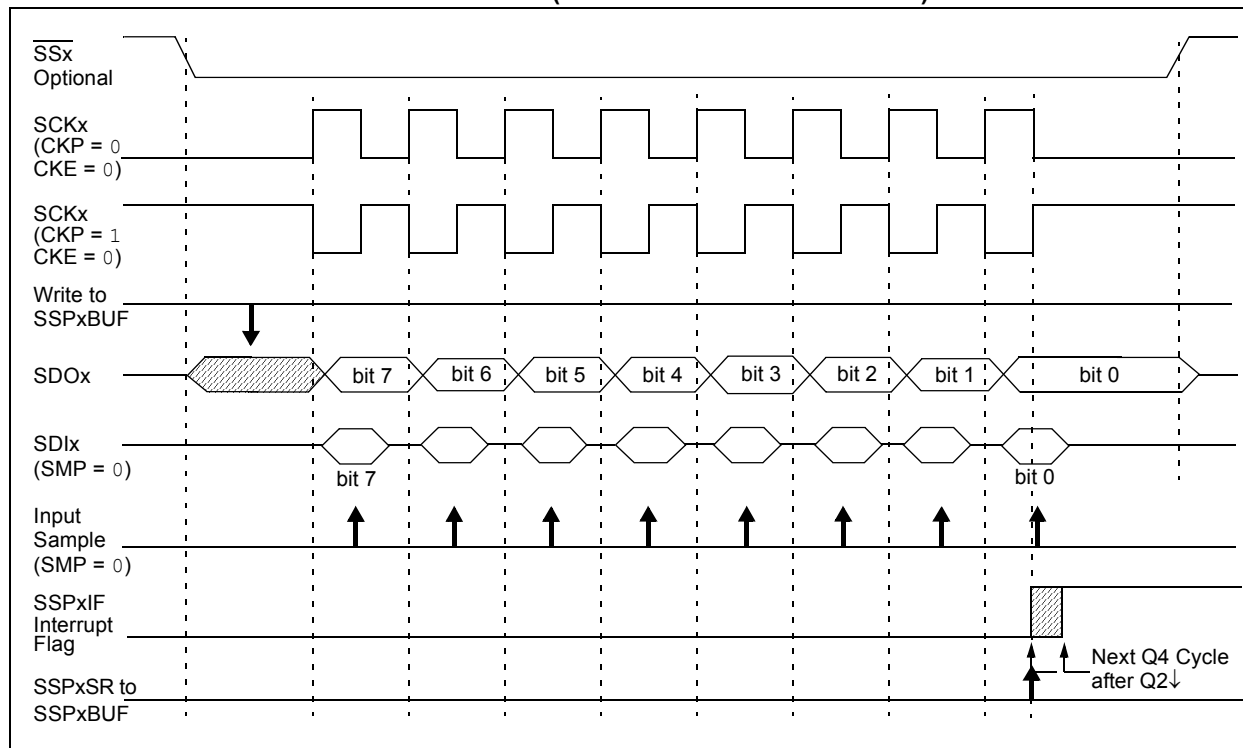 SSx
Optional
SCKx
(CKP = 0
CKE = 0)
SCKx
(CKP = 1
CKE = 0)
Write to
SSPxBUF
SDOx
bit 7 bit 6 bit 5 bit 4 bit 3 bit 2 bit 1 bit 0
SDIx
(SMP = 0)
bit 7 bit 0
Input
Sample
(SMP = 0)
SSPxIF
Interrupt
Flag
Next Q4 Cycle
after Q2↓
SSPxSR to
SSPxBUF